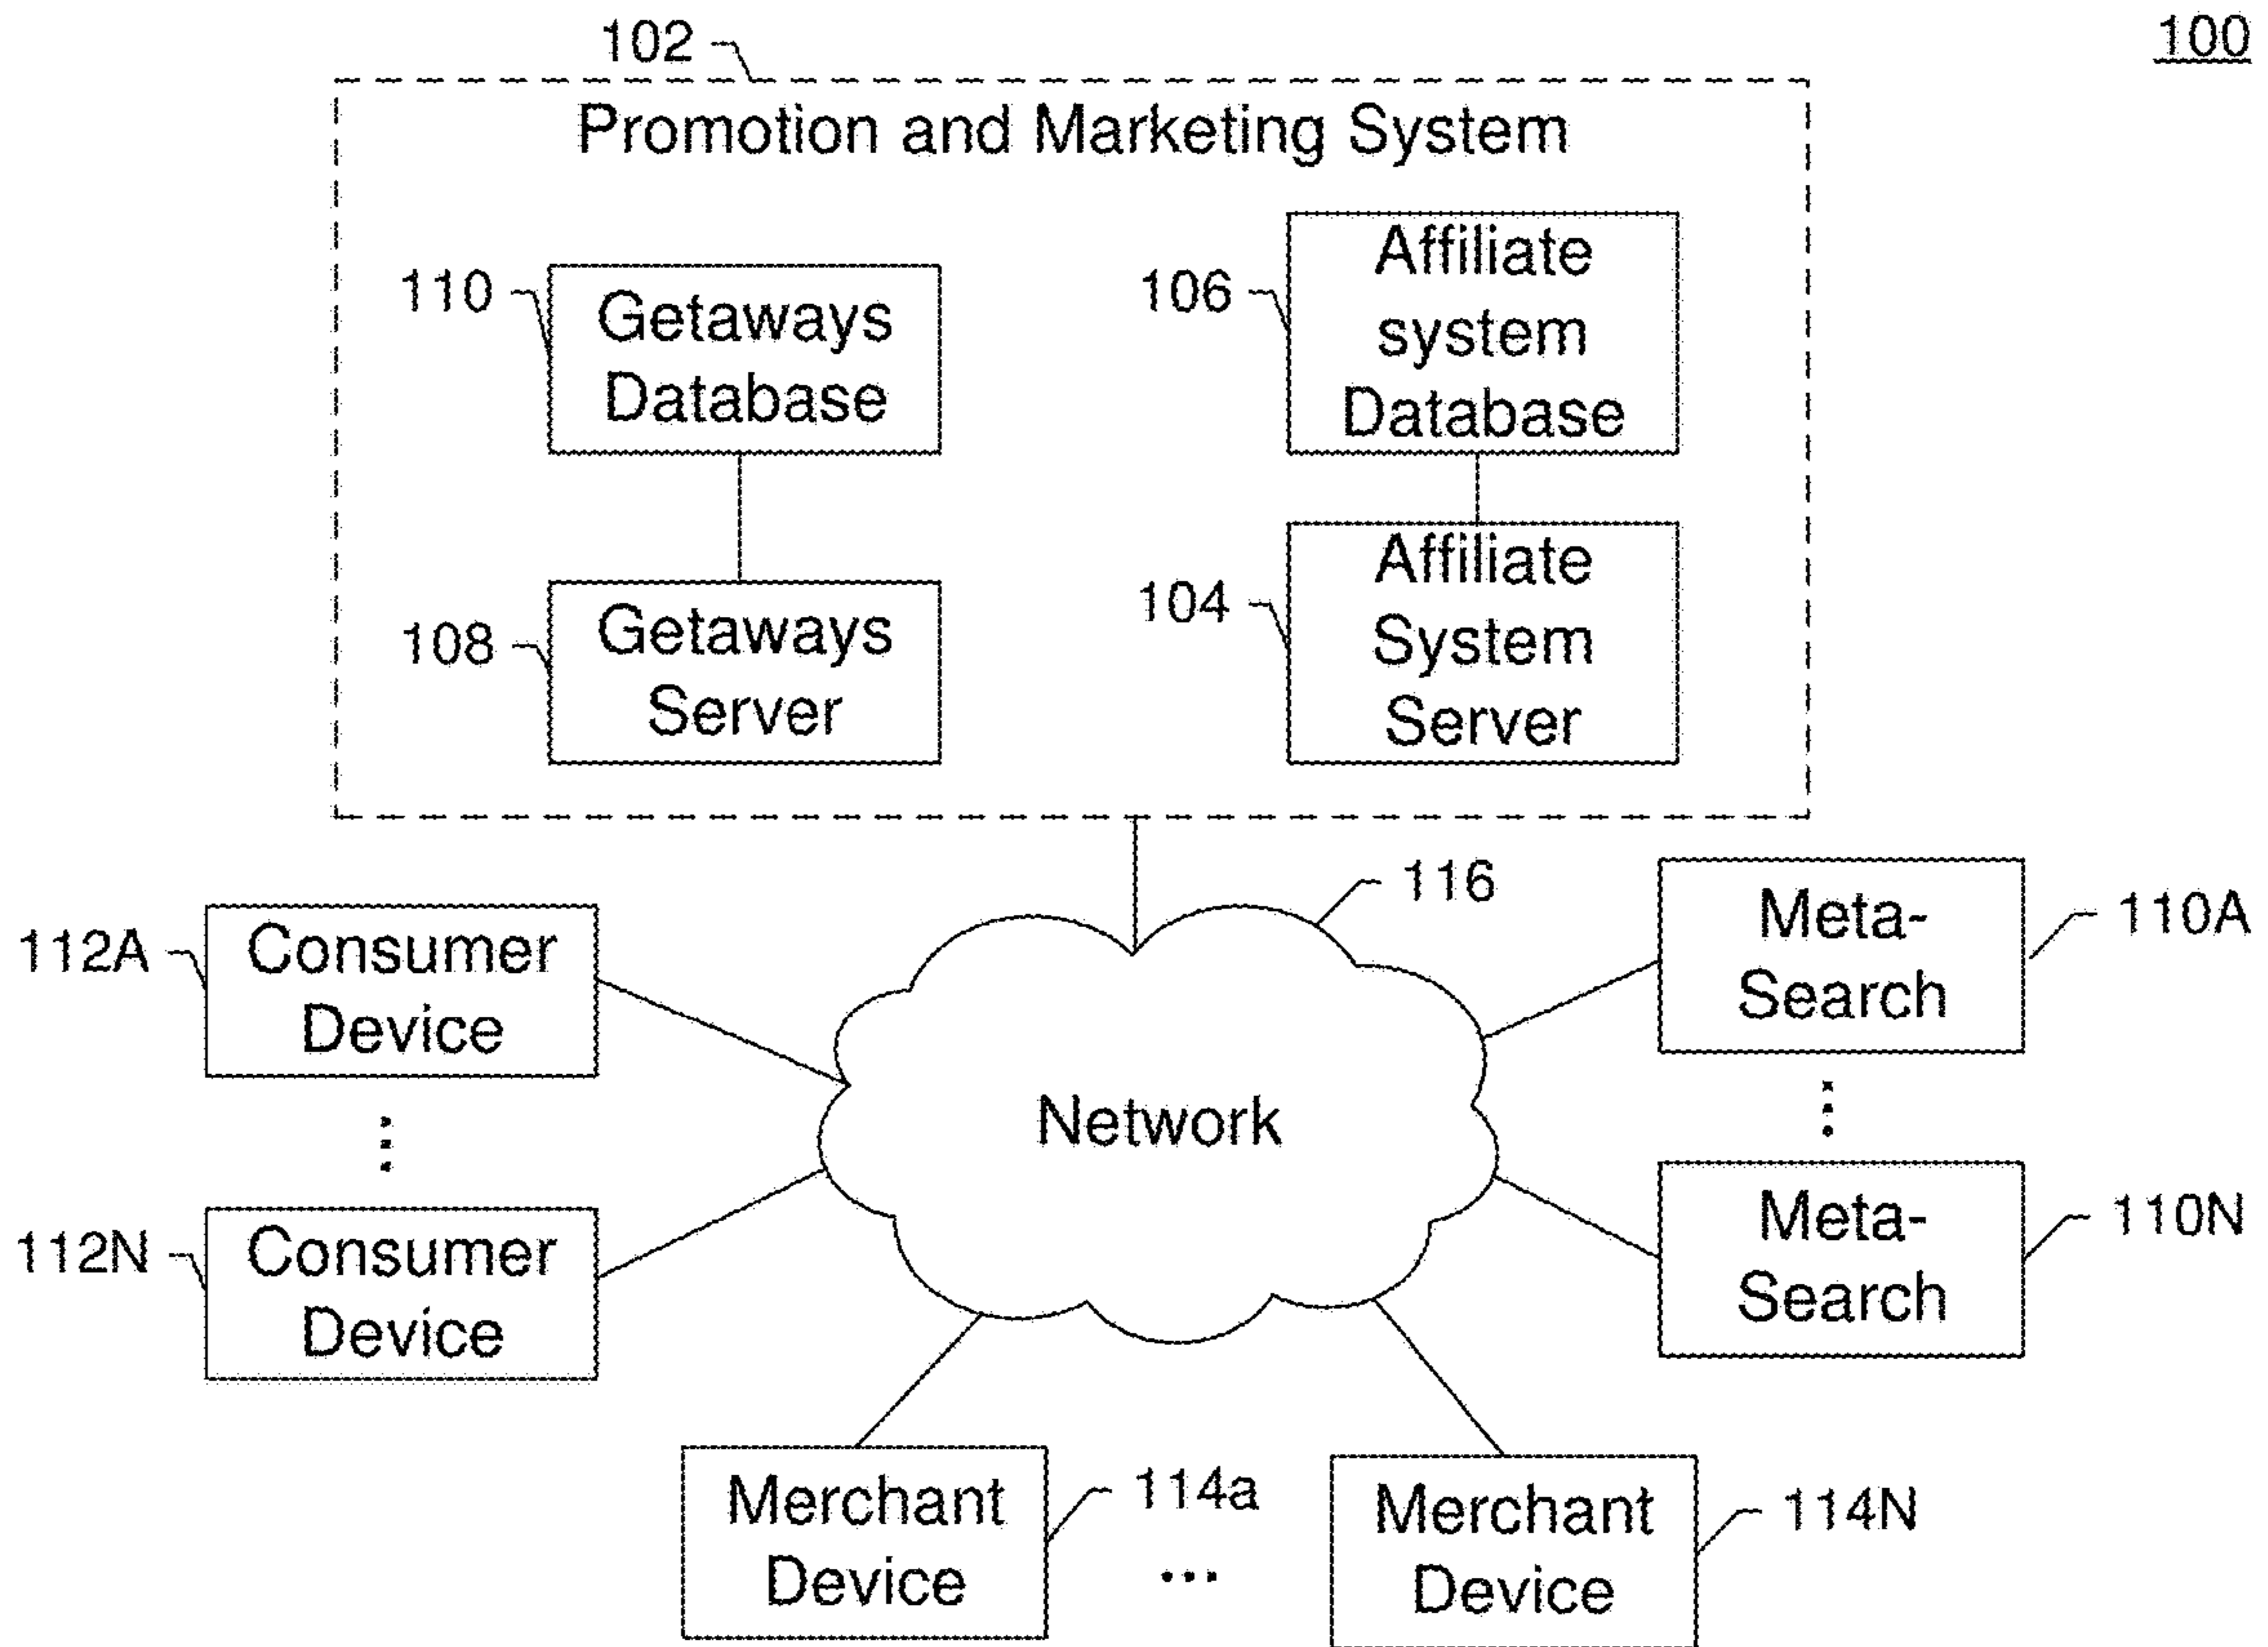 102
100
Promotion and Marketing System
110
Getaways
Database
106
Affiliate
system
Database
108
Getaways
Server
104
Affiliate
System
Server
116
112A
Consumer
Device
Meta-
Search
110A
Network
112N
Consumer
Device
Meta-
Search
110N
Merchant
Device
114a
...
Merchant
Device
114N